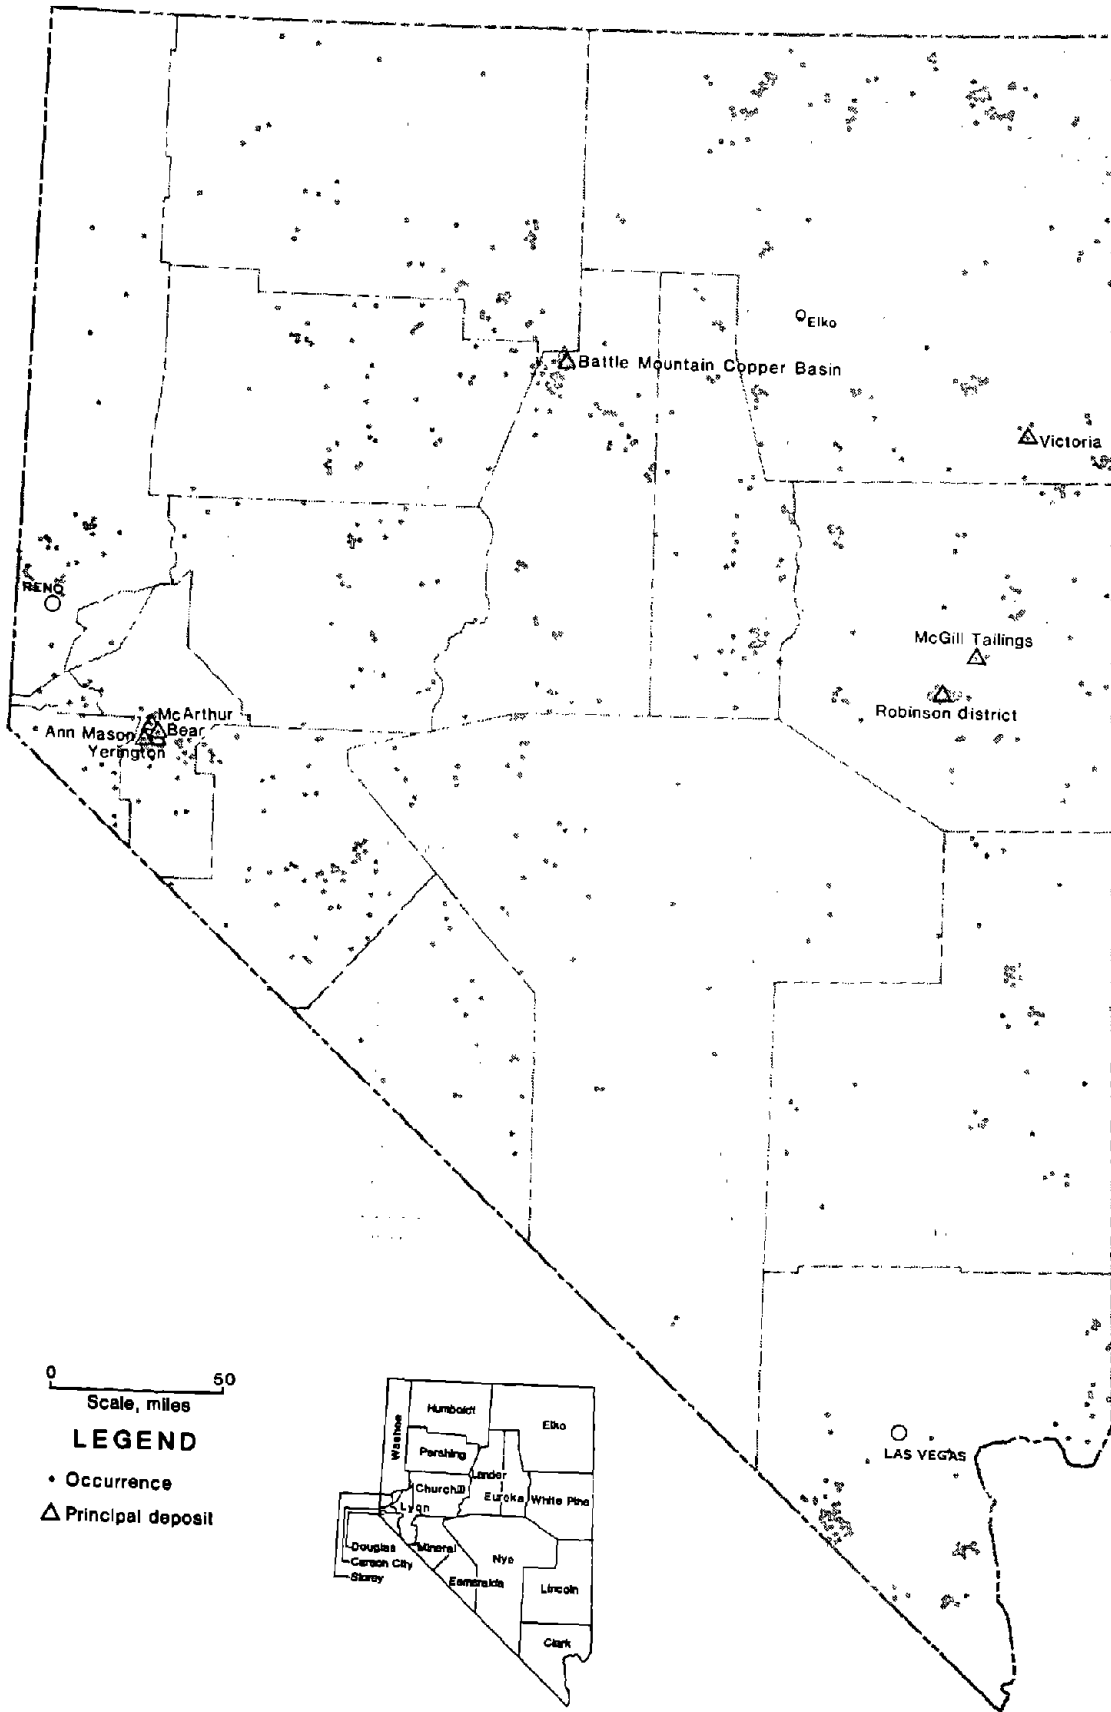 Elko
Battle Mountain Copper Basin
Victoria
RENO
McGill Tailings
Robinson district
McArthur
Ann Mason
Bear
Yerington
0 50
Scale, miles
LEGEND
• Occurrence
△ Principal deposit
LAS VEGAS
Washoe
Humboldt
Elko
Pershing
Lander
Churchill
Eureka
White Pine
Lyon
Douglas
Carson City
Storey
Mineral
Nye
Esmeralda
Lincoln
Clark